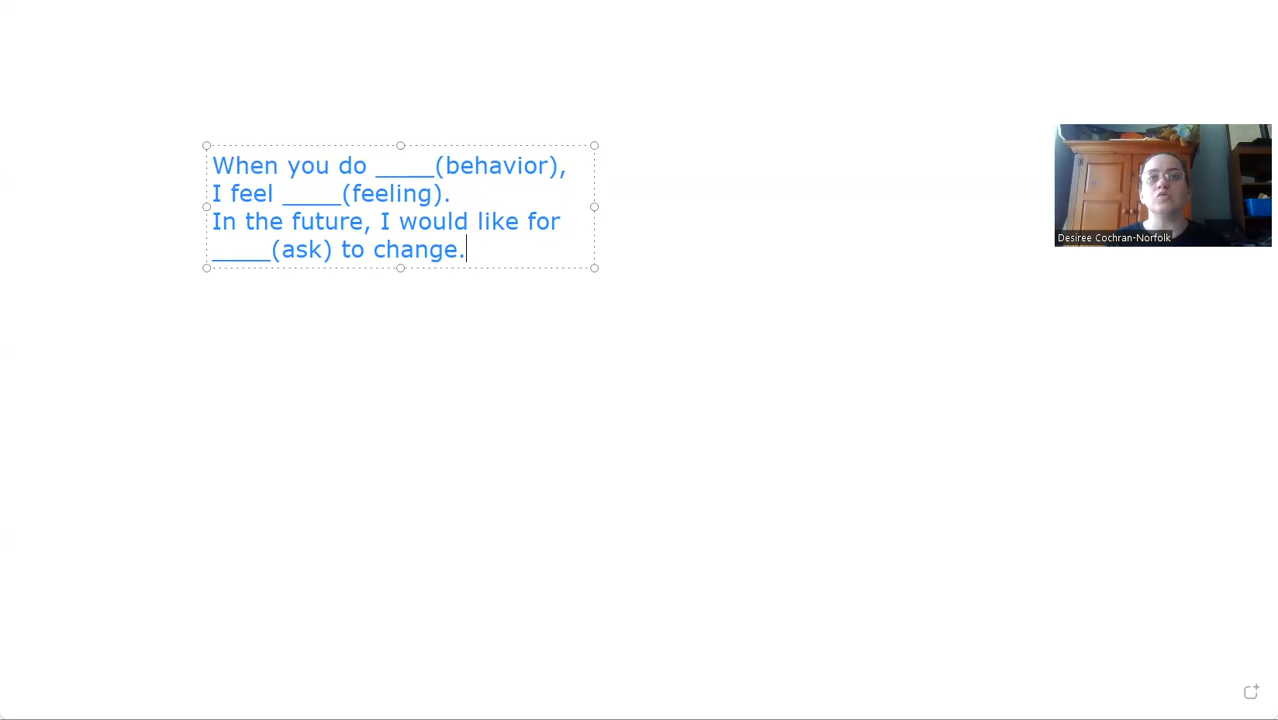 When you do _____(behavior),
I feel _____(feeling).
In the future, I would like for
_____(ask) to change.
Desiree Cochran-Norfolk